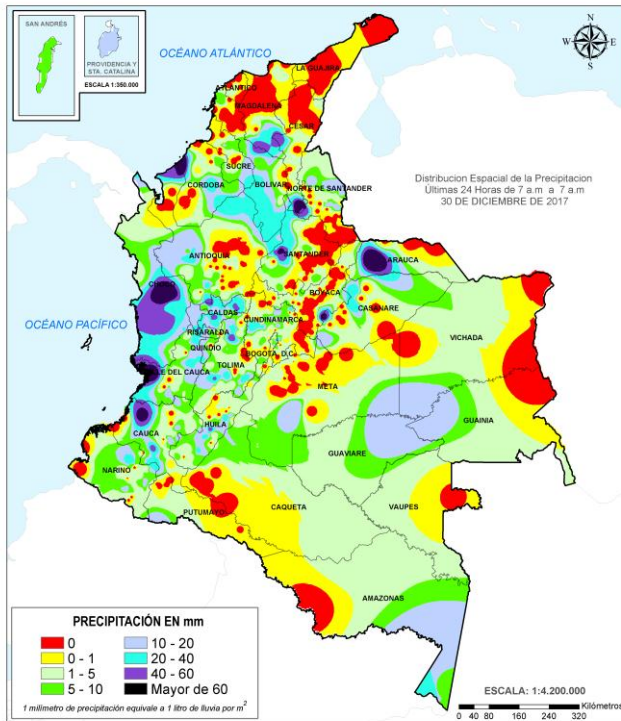 SAN ANDRÉS
PROVIDENCIA Y
STA. CATALINA
ESCALA 1:350.000
OCÉANO ATLÁNTICO
N
W E
S
LA GUAJIRA
ATLANTICO
MAGDALENA
CESAR
SUCRE
CORDOBA
BOLIVAR
NORTE DE SANTANDER
Distribucion Espacial de la Precipitacion
Últimas 24 Horas de 7 a.m a 7 a.m
30 DE DICIEMBRE DE 2017
ANTIOQUIA
SANTANDER
ARAUCA
CHOCO
BOYACA
CASANARE
OCÉANO PACÍFICO
CALDAS
CUNDINAMARCA
RISARALDA
VICHADA
QUINDIO
BOGOTA, D.C.
TOLIMA
VALLE DEL CAUCA
META
GUAINIA
CAUCA
HUILA
GUAVIARE
NARIÑO
CAQUETA
VAUPES
PUTUMAYO
AMAZONAS
PRECIPITACIÓN EN mm
0 10 - 20
0 - 1 20 - 40
1 - 5 40 - 60
5 - 10 Mayor de 60
1 milimetro de precipitación equivale a 1 litro de lluvia por m2
ESCALA: 1:4.200.000
Kilómetros
0 40 80 160 240 320